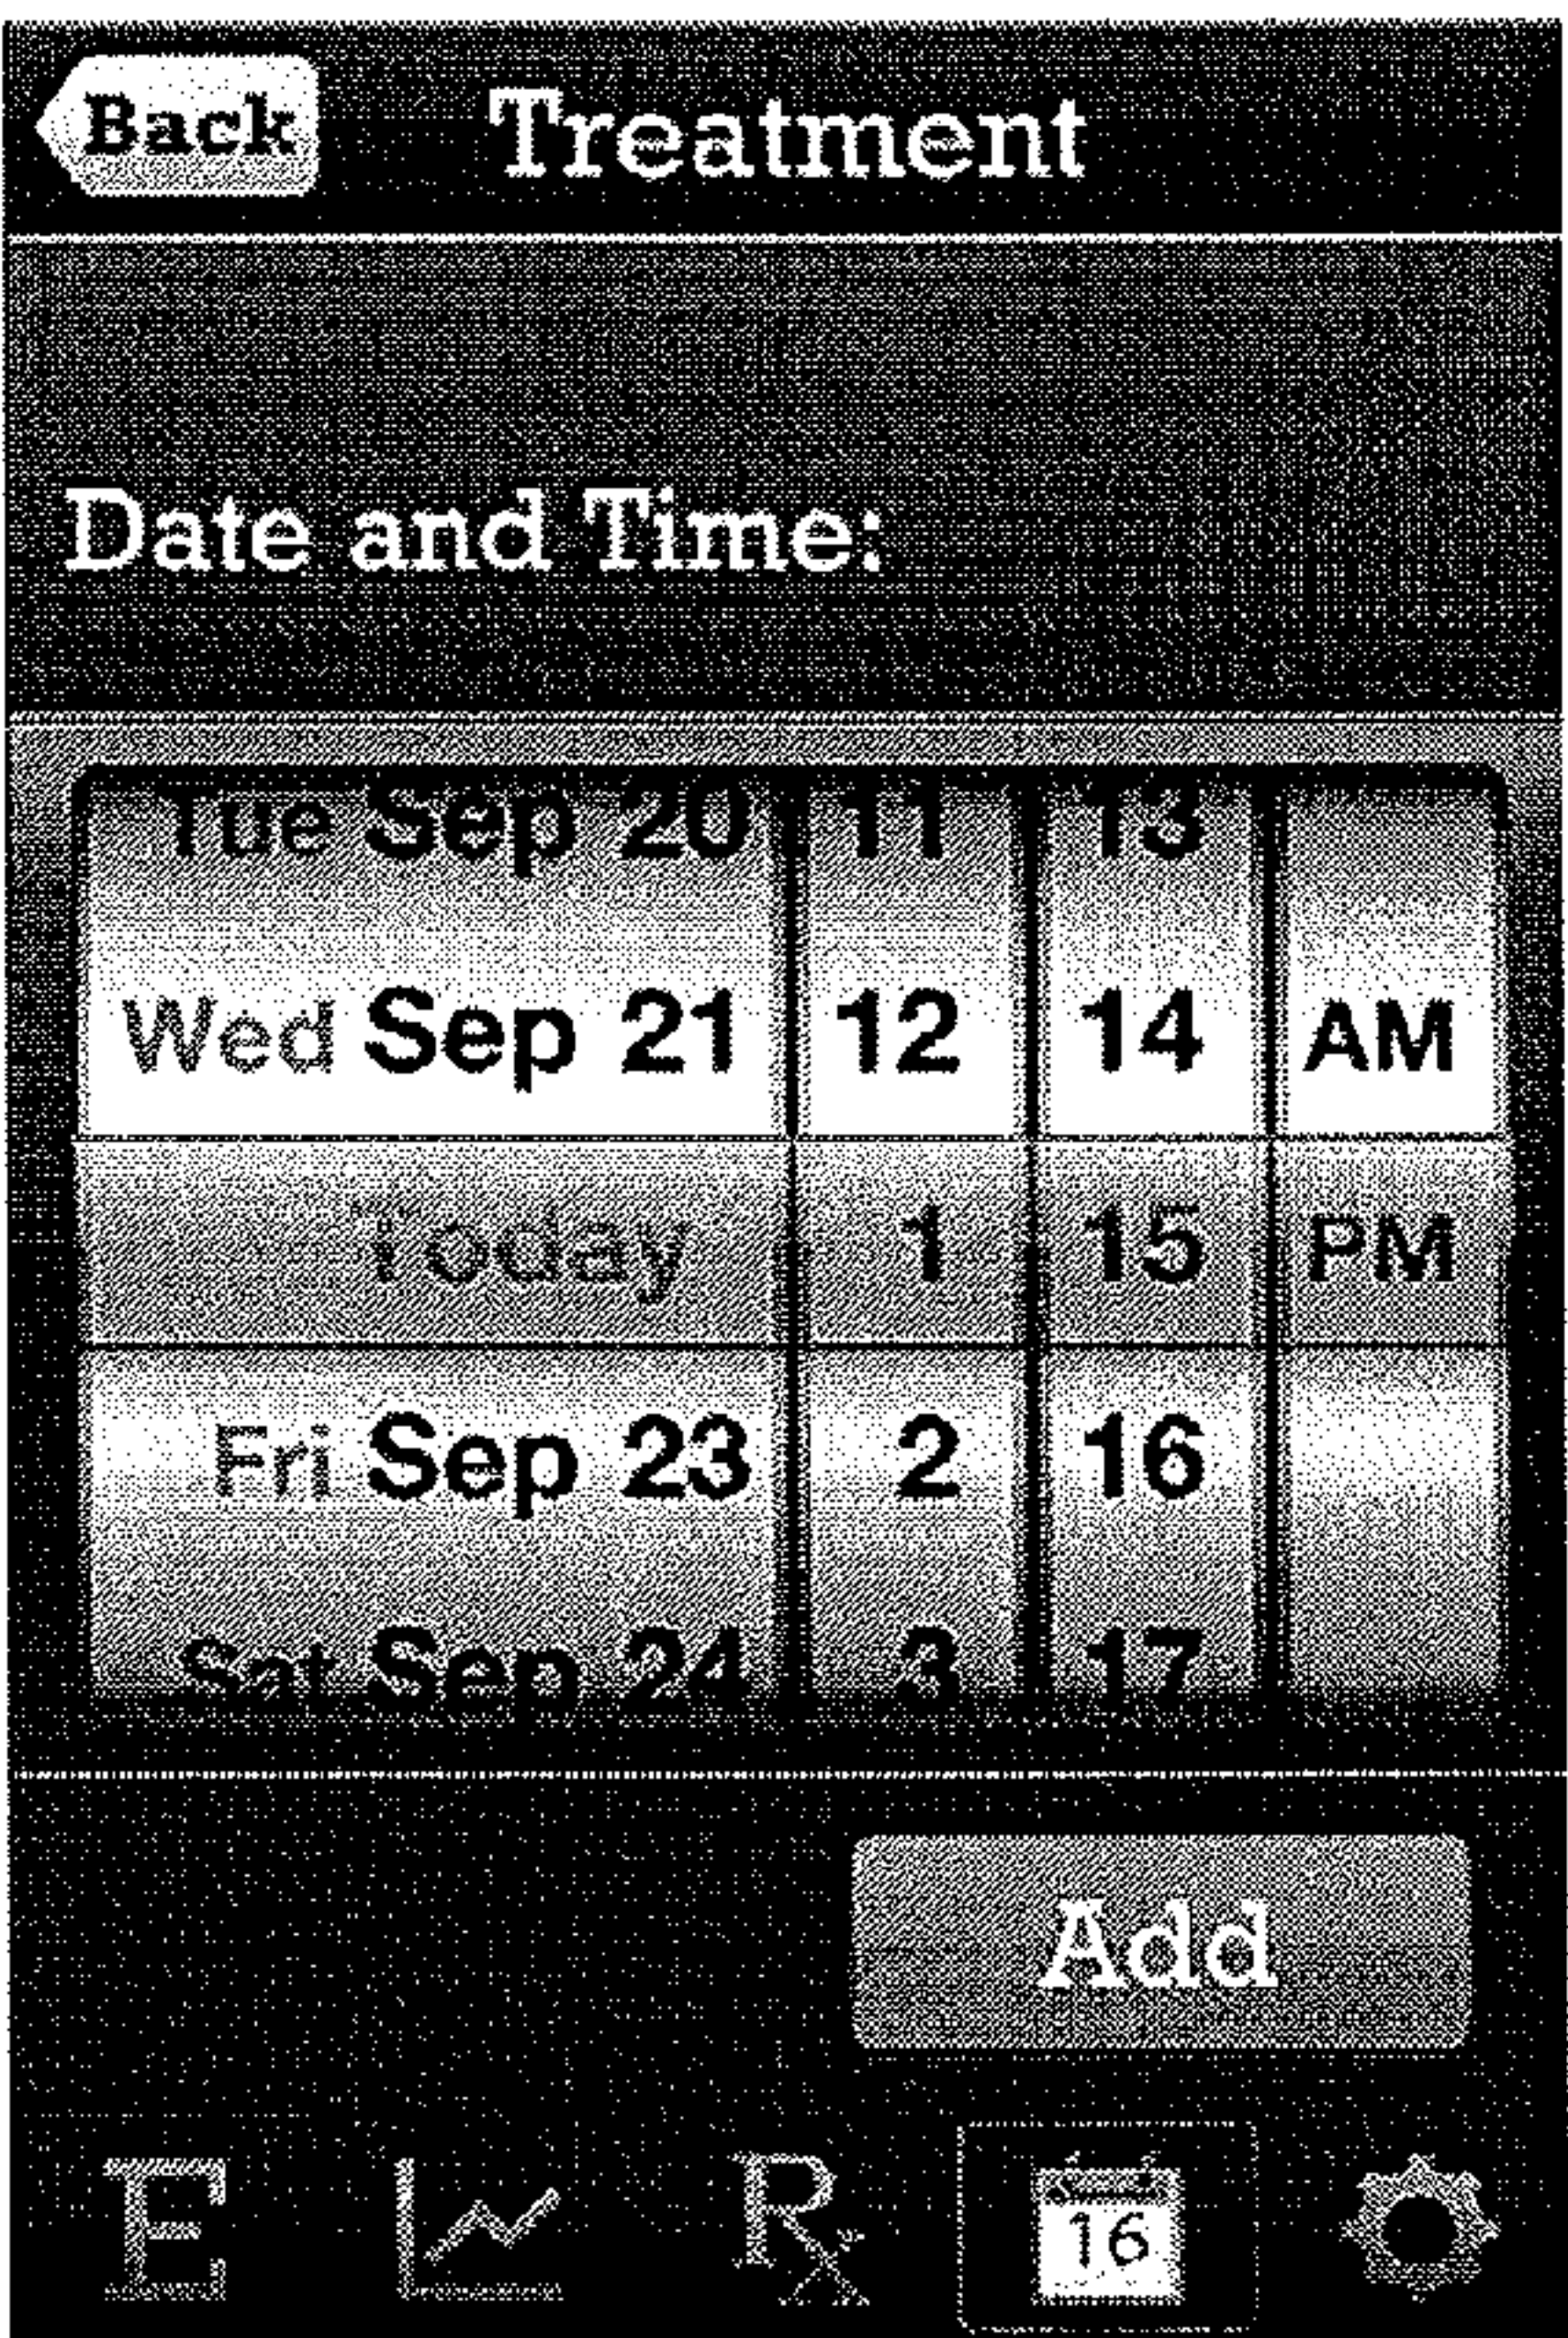 Back Treatment
Date and Time:
Tue Sep 20 11 13
Wed Sep 21 12 14 AM
Today 1 15 PM
Fri Sep 23 2 16
Sat Sep 24 3 17
Add
E Rx 16